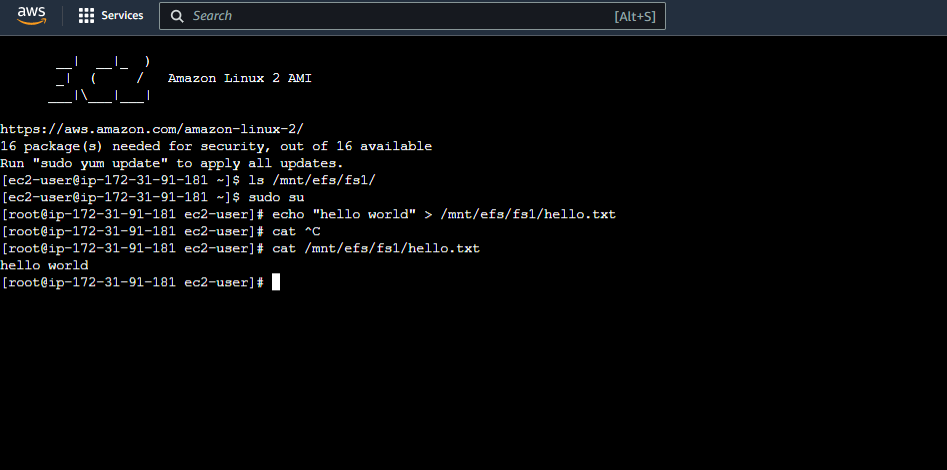 aws
Services
Search
[Alt+S]
__|  __|_  )
_|  (     /   Amazon Linux 2 AMI
___|\___|___|
https://aws.amazon.com/amazon-linux-2/
16 package(s) needed for security, out of 16 available
Run "sudo yum update" to apply all updates.
[ec2-user@ip-172-31-91-181 ~]$ ls /mnt/efs/fs1/
[ec2-user@ip-172-31-91-181 ~]$ sudo su
[root@ip-172-31-91-181 ec2-user]# echo "hello world" > /mnt/efs/fs1/hello.txt
[root@ip-172-31-91-181 ec2-user]# cat ^C
[root@ip-172-31-91-181 ec2-user]# cat /mnt/efs/fs1/hello.txt
hello world
[root@ip-172-31-91-181 ec2-user]#